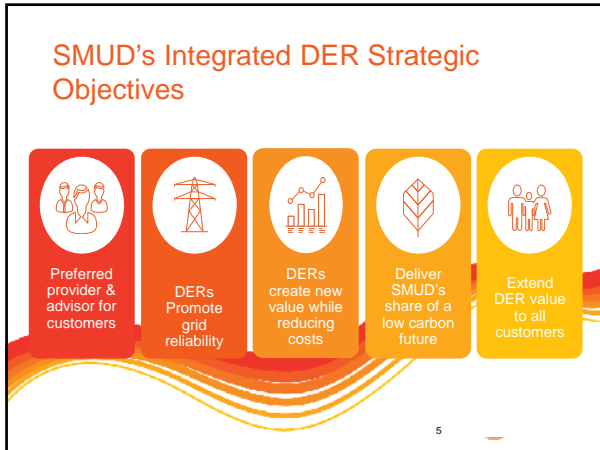 SMUD’s Integrated DER Strategic
Objectives
Preferred
provider &
advisor for
customers
DERs
Promote
grid
reliability
DERs
create new
value while
reducing
costs
Deliver
SMUD’s
share of a
low carbon
future
Extend
DER value
to all
customers
5